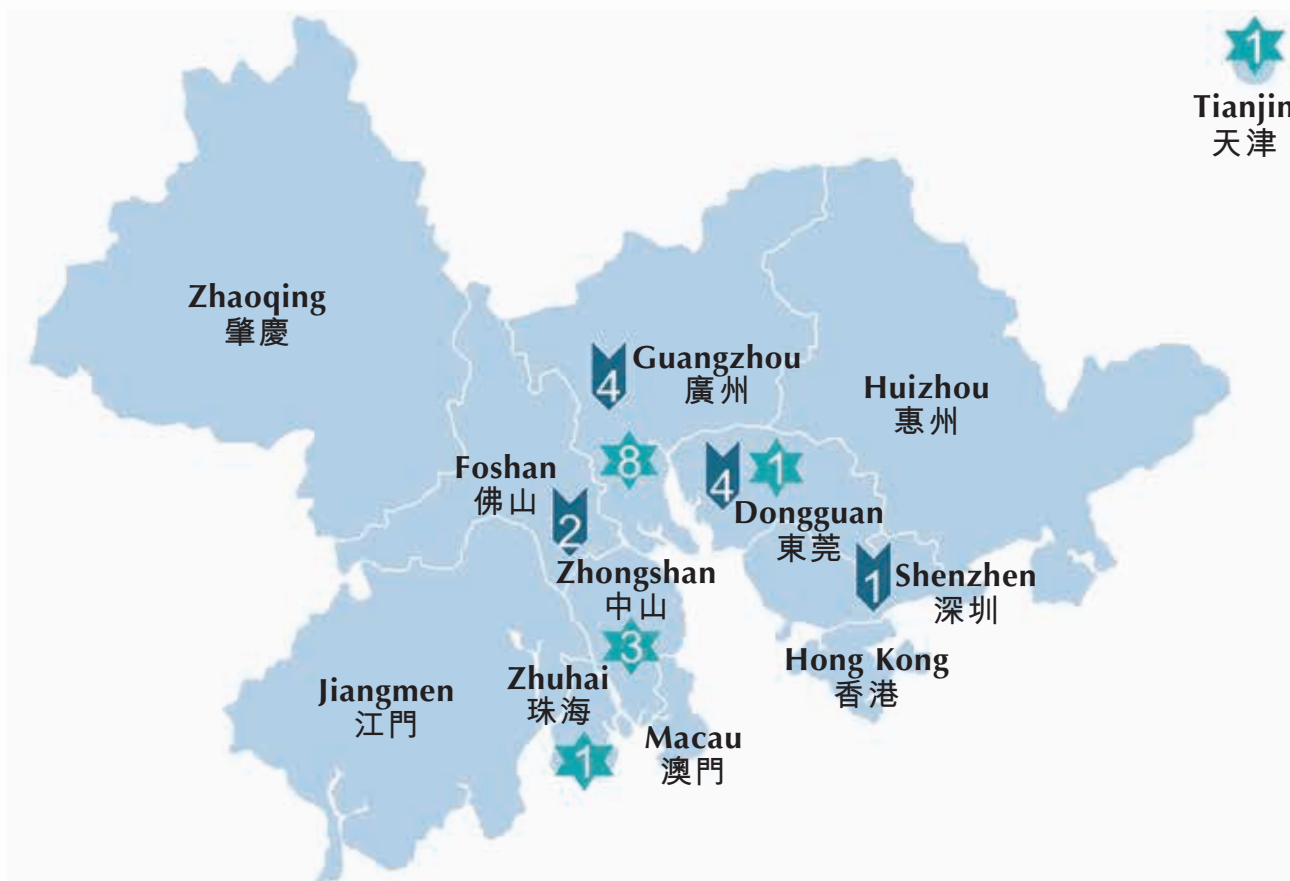 1
Tianjin
天津
Zhaoqing
肇慶
4
Guangzhou
廣州
Huizhou
惠州
8
4
1
Foshan
佛山
2
Dongguan
東莞
Zhongshan
中山
1
Shenzhen
深圳
3
Hong Kong
香港
Jiangmen
江門
Zhuhai
珠海
1
Macau
澳門